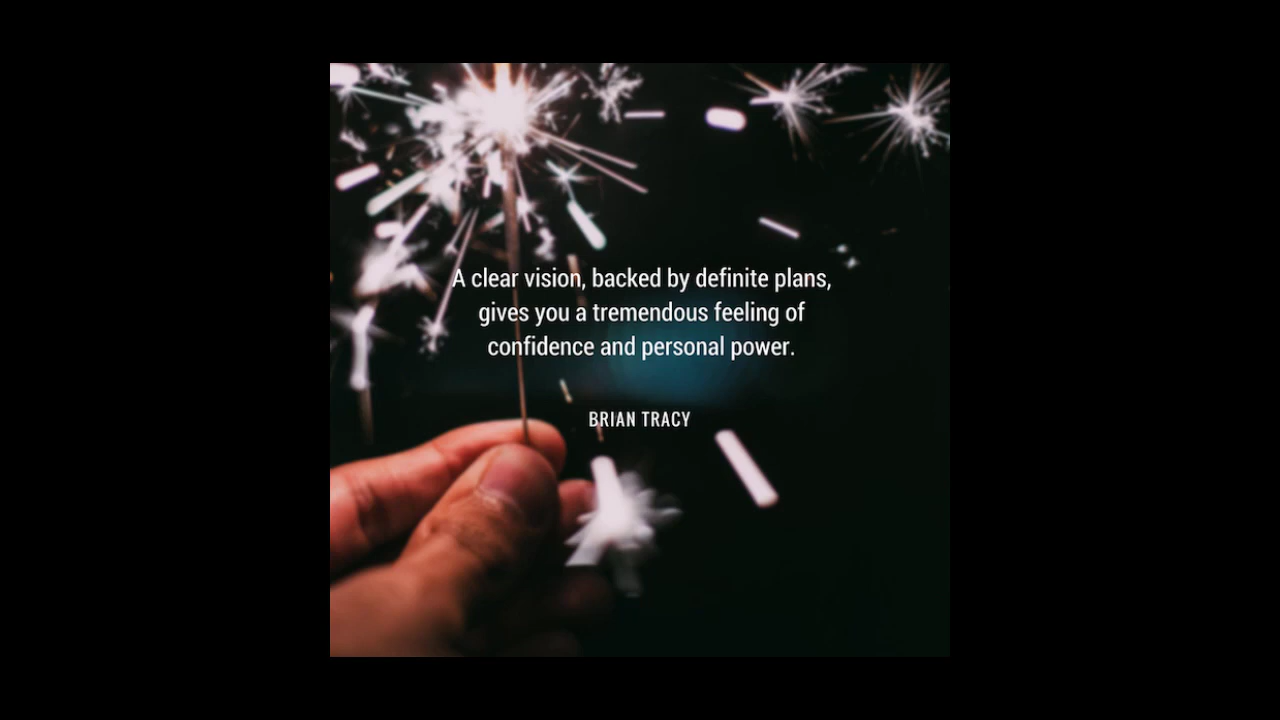 A clear vision, backed by definite plans,
gives you a tremendous feeling of
confidence and personal power.
BRIAN TRACY